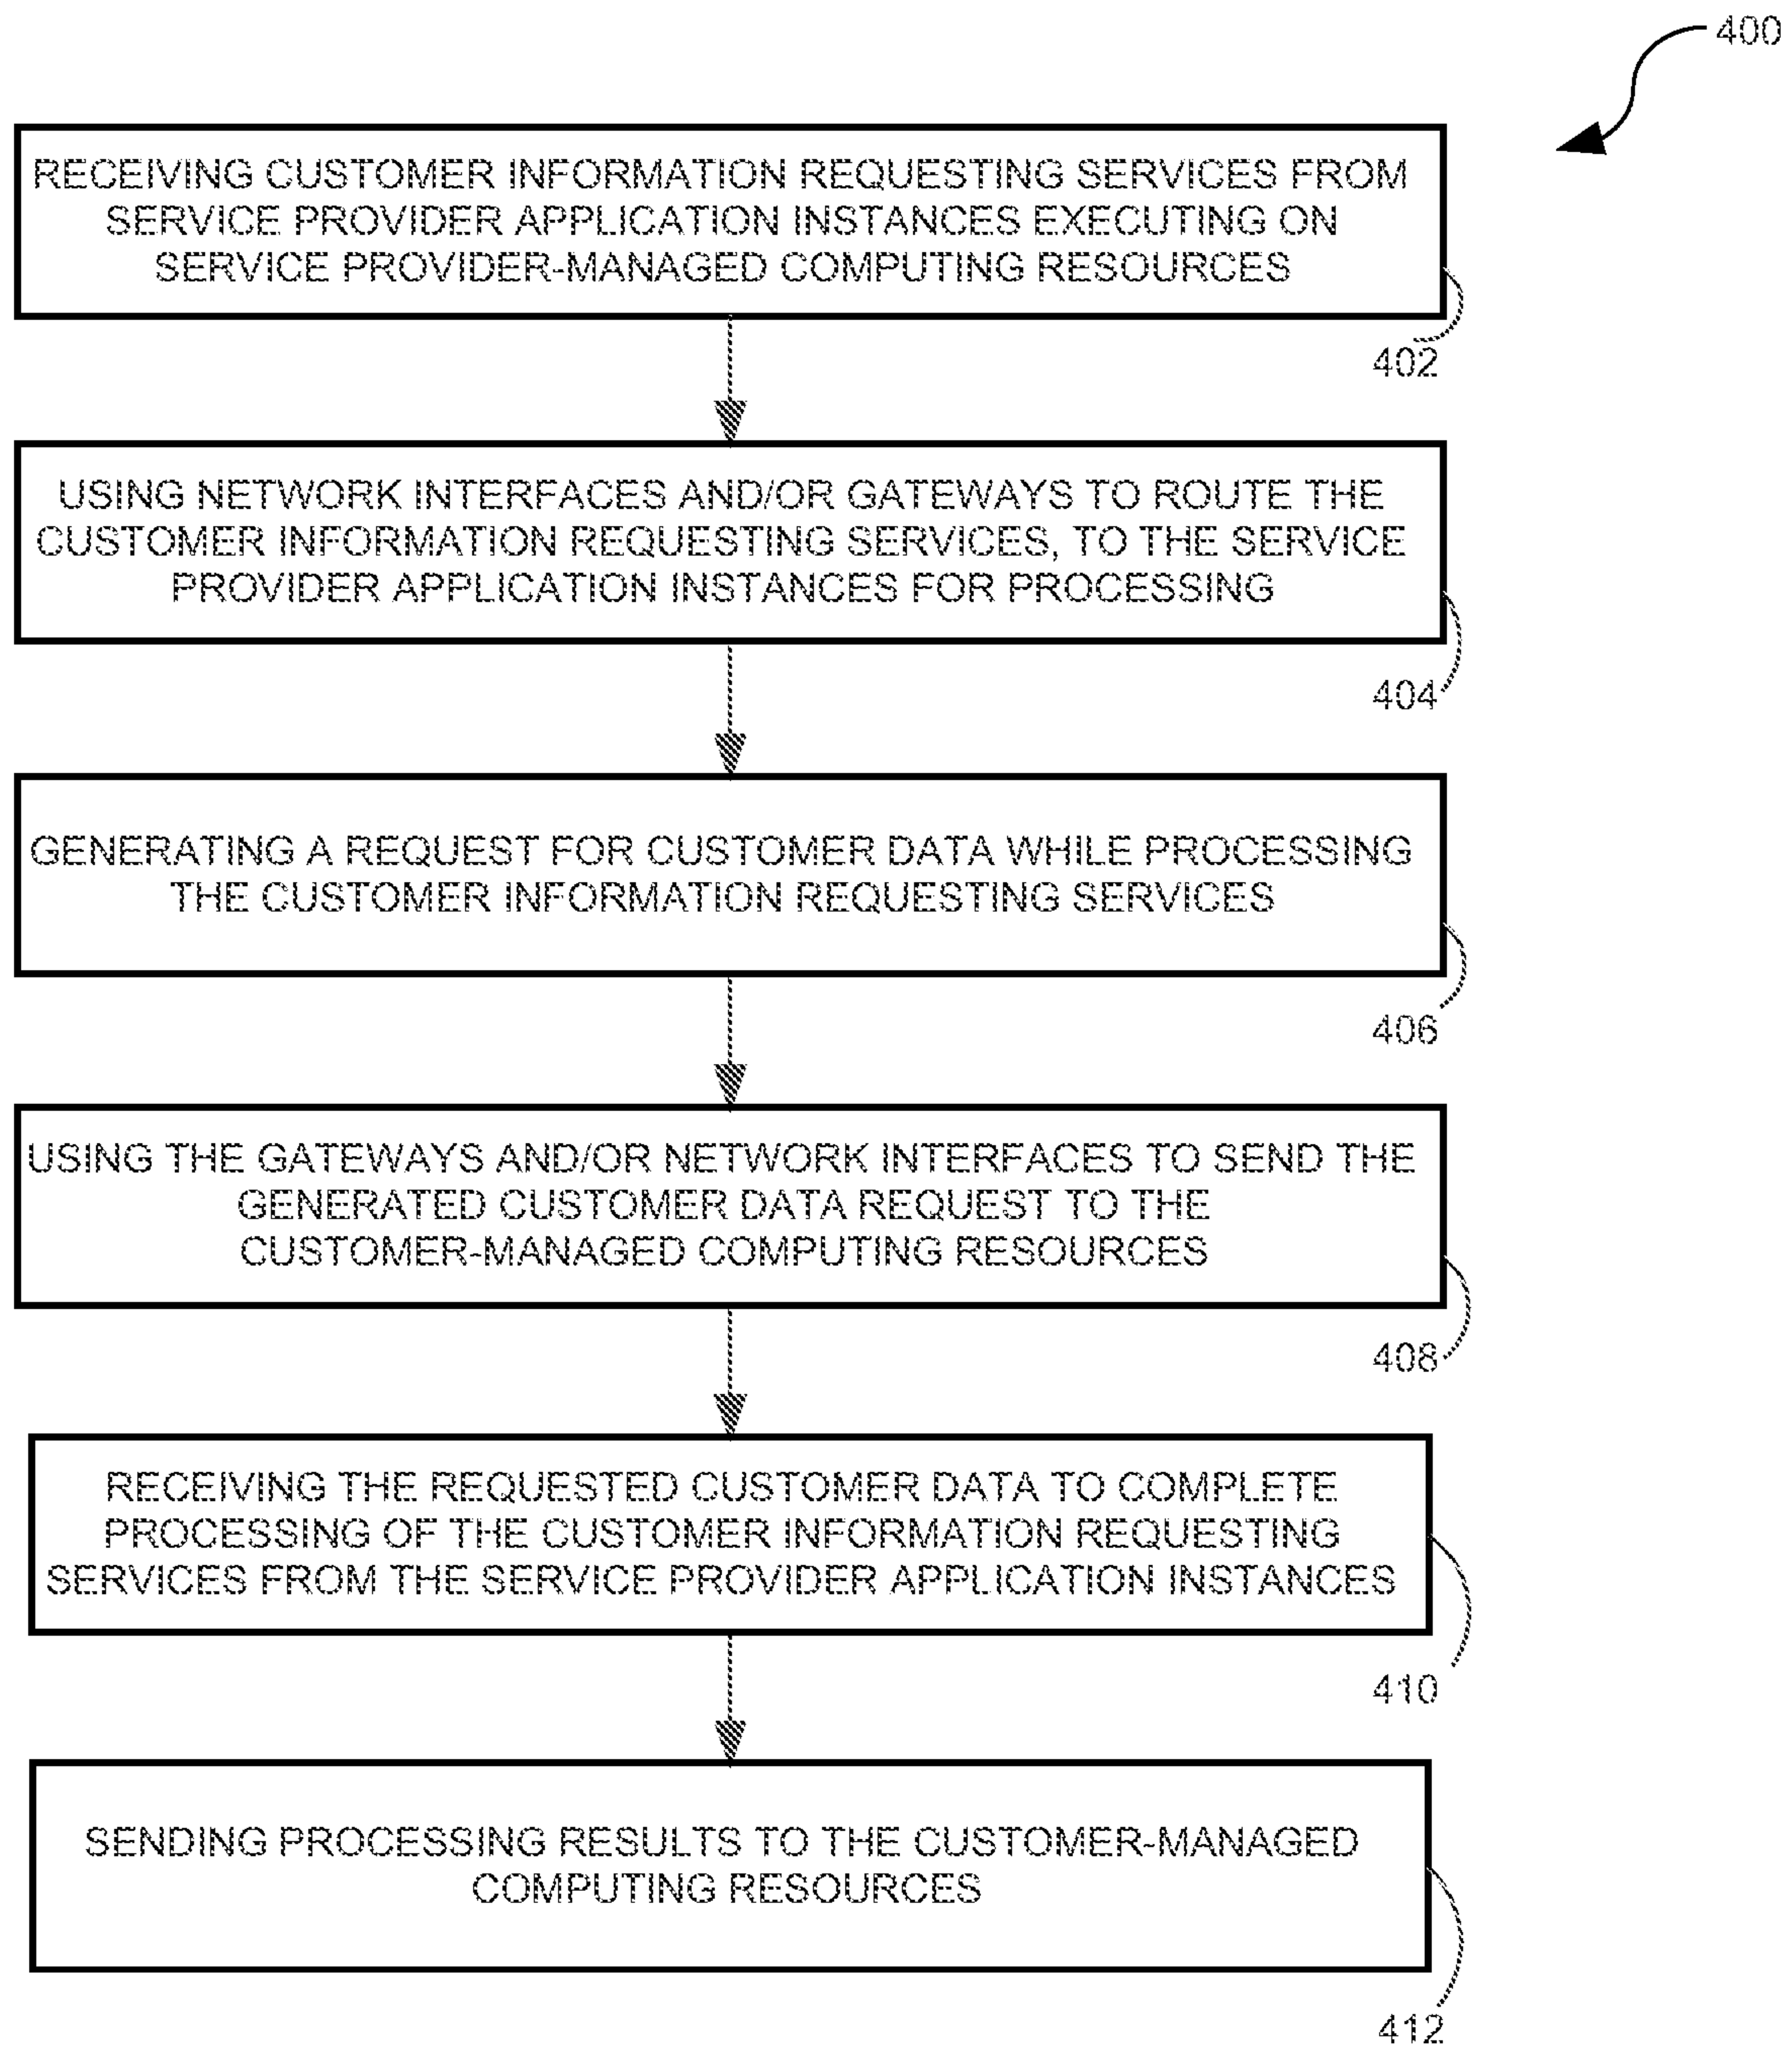 400
RECEIVING CUSTOMER INFORMATION REQUESTING SERVICES FROM
SERVICE PROVIDER APPLICATION INSTANCES EXECUTING ON
SERVICE PROVIDER-MANAGED COMPUTING RESOURCES
402
USING NETWORK INTERFACES AND/OR GATEWAYS TO ROUTE THE
CUSTOMER INFORMATION REQUESTING SERVICES, TO THE SERVICE
PROVIDER APPLICATION INSTANCES FOR PROCESSING
404
GENERATING A REQUEST FOR CUSTOMER DATA WHILE PROCESSING
THE CUSTOMER INFORMATION REQUESTING SERVICES
406
USING THE GATEWAYS AND/OR NETWORK INTERFACES TO SEND THE
GENERATED CUSTOMER DATA REQUEST TO THE
CUSTOMER-MANAGED COMPUTING RESOURCES
408
RECEIVING THE REQUESTED CUSTOMER DATA TO COMPLETE
PROCESSING OF THE CUSTOMER INFORMATION REQUESTING
SERVICES FROM THE SERVICE PROVIDER APPLICATION INSTANCES
410
SENDING PROCESSING RESULTS TO THE CUSTOMER-MANAGED
COMPUTING RESOURCES
412